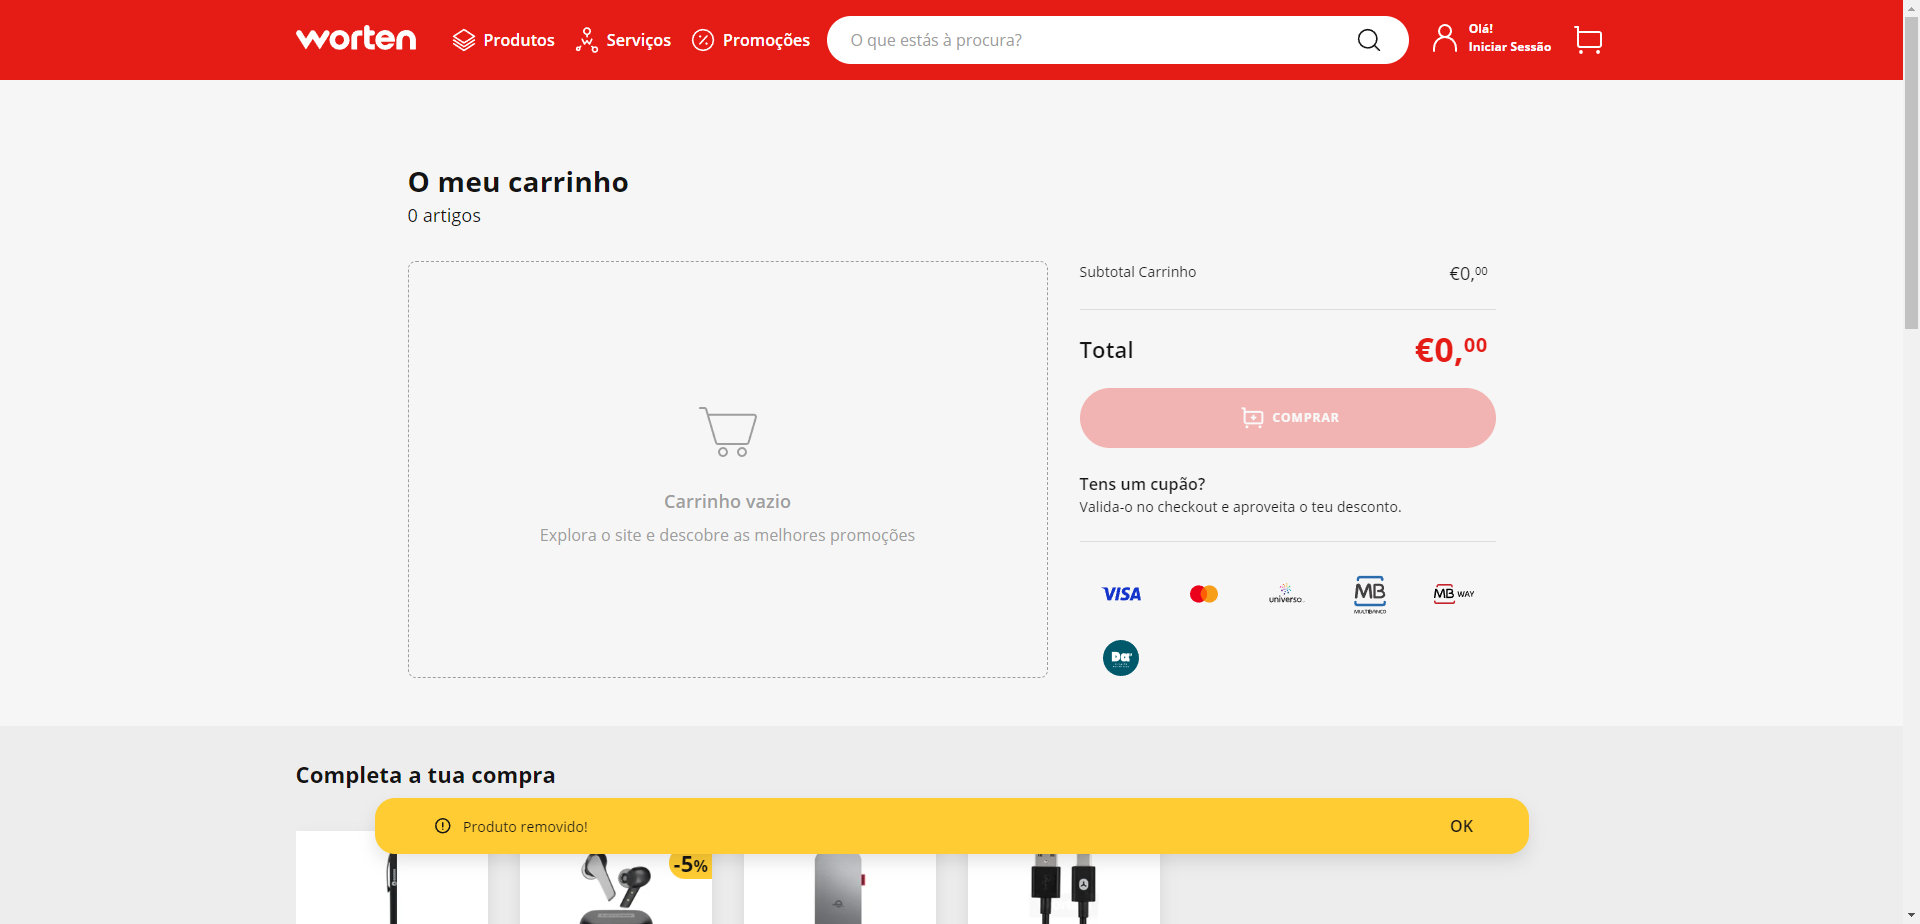 worten
Produtos
Serviços
Promoções
O que estás à procura?
Olá!
Iniciar Sessão
O meu carrinho
0 artigos
Carrinho vazio
Explora o site e descobre as melhores promoções
Subtotal Carrinho
€0,00
Total
€0,00
COMPRAR
Tens um cupão?
Valida-o no checkout e aproveita o teu desconto.
VISA
universo
MB
MULTIBANCO
MB WAY
Da
Completa a tua compra
Produto removido!
OK
-5%